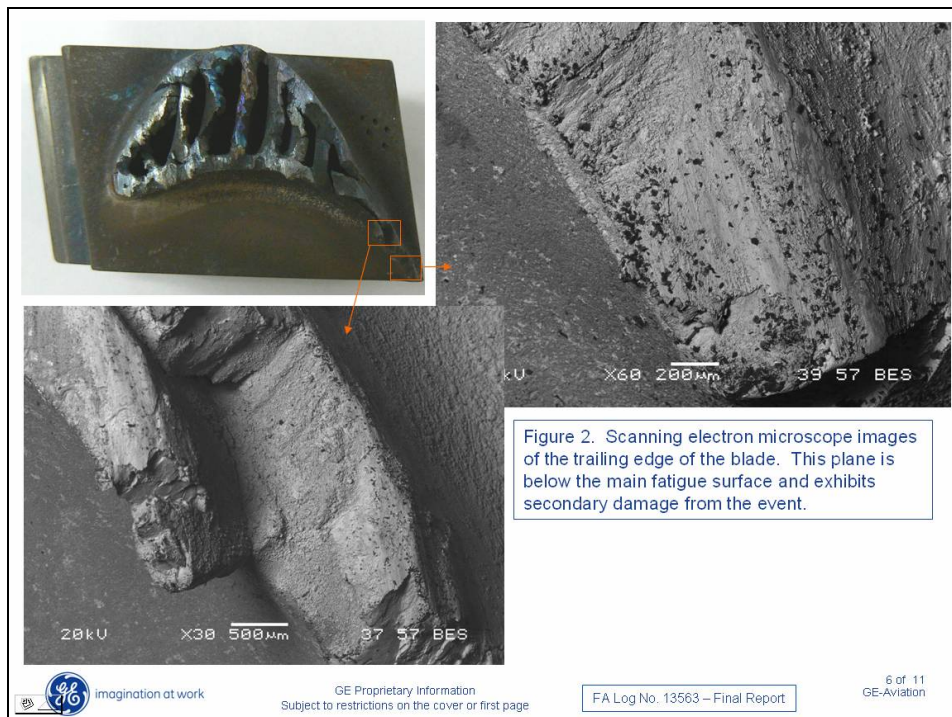 kV X60 200µm 39 57 BES
Figure 2. Scanning electron microscope images
of the trailing edge of the blade. This plane is
below the main fatigue surface and exhibits
secondary damage from the event.
20kV X30 500µm 37 57 BES
GE imagination at work
GE Proprietary Information
Subject to restrictions on the cover or first page
FA Log No. 13563 – Final Report
6 of 11
GE-Aviation